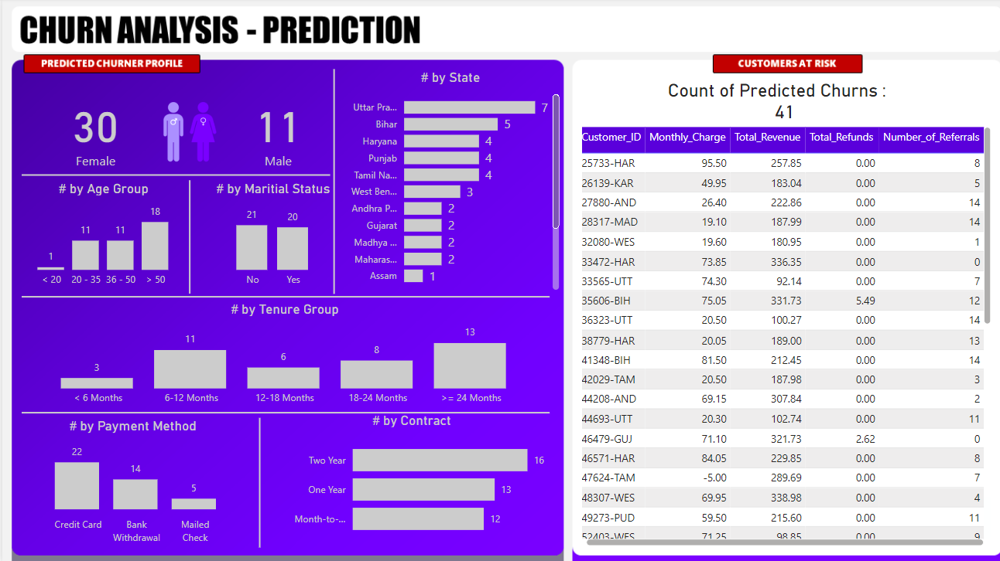 CHURN ANALYSIS - PREDICTION
PREDICTED CHURNER PROFILE
30
Female
11
Male
# by Age Group
1
11
11
18
< 20
20 - 35
36 - 50
> 50
# by Maritial Status
21
20
No
Yes
# by State
Uttar Pra... 7
Bihar 5
Haryana 4
Punjab 4
Tamil Na... 4
West Ben... 3
Andhra P... 2
Gujarat 2
Madhya ... 2
Maharas... 2
Assam 1
# by Tenure Group
3
11
6
8
13
< 6 Months
6-12 Months
12-18 Months
18-24 Months
>= 24 Months
# by Payment Method
22
14
5
Credit Card
Bank
Withdrawal
Mailed
Check
# by Contract
Two Year 16
One Year 13
Month-to-... 12
CUSTOMERS AT RISK
Count of Predicted Churns :
41
Customer_ID Monthly_Charge Total_Revenue Total_Refunds Number_of_Referrals
25733-HAR 95.50 257.85 0.00 8
26139-KAR 49.95 183.04 0.00 5
27880-AND 26.40 222.86 0.00 14
28317-MAD 19.10 187.99 0.00 14
32080-WES 19.60 180.95 0.00 1
33472-HAR 73.85 336.35 0.00 0
33565-UTT 74.30 92.14 0.00 7
35606-BIH 75.05 331.73 5.49 12
36323-UTT 20.50 100.27 0.00 14
38779-HAR 20.05 189.00 0.00 13
41348-BIH 81.50 212.45 0.00 14
42029-TAM 20.50 187.98 0.00 3
44208-AND 69.15 307.84 0.00 2
44693-UTT 20.30 102.74 0.00 11
46479-GUJ 71.10 321.73 2.62 0
46571-HAR 84.05 229.85 0.00 8
47624-TAM -5.00 289.69 0.00 7
48307-WES 69.95 338.98 0.00 4
49273-PUD 59.50 215.60 0.00 11
52403-WES 71.25 98.85 0.00 9